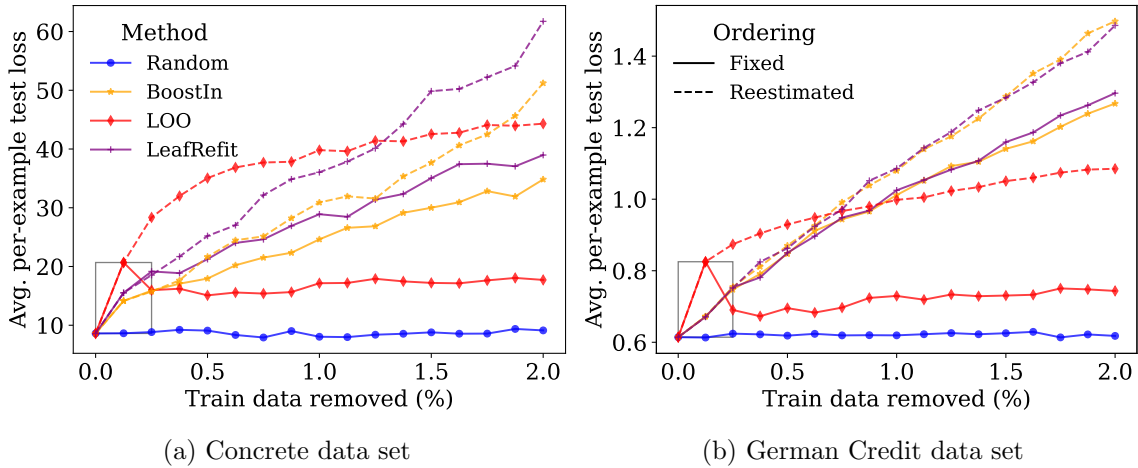 Avg. per-example test loss
60
50
40
30
20
10
Method
Random
BoostIn
LOO
LeafRefit
0.0 0.5 1.0 1.5 2.0
Train data removed (%)
(a) Concrete data set
Avg. per-example test loss
1.4
1.2
1.0
0.8
0.6
Ordering
Fixed
Reestimated
0.0 0.5 1.0 1.5 2.0
Train data removed (%)
(b) German Credit data set